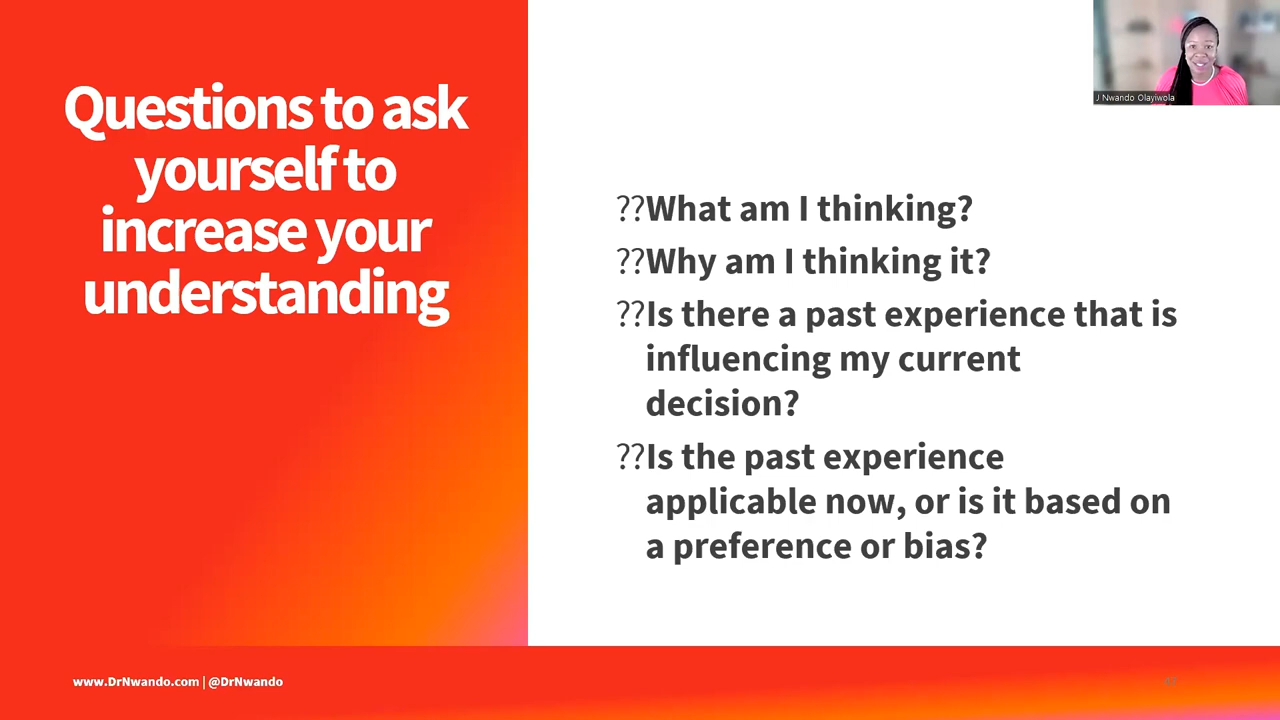 Questions to ask
yourself to
increase your
understanding
J Nwando Olayiwola
??What am I thinking?
??Why am I thinking it?
??Is there a past experience that is
influencing my current
decision?
??Is the past experience
applicable now, or is it based on
a preference or bias?
www.DrNwando.com | @DrNwando